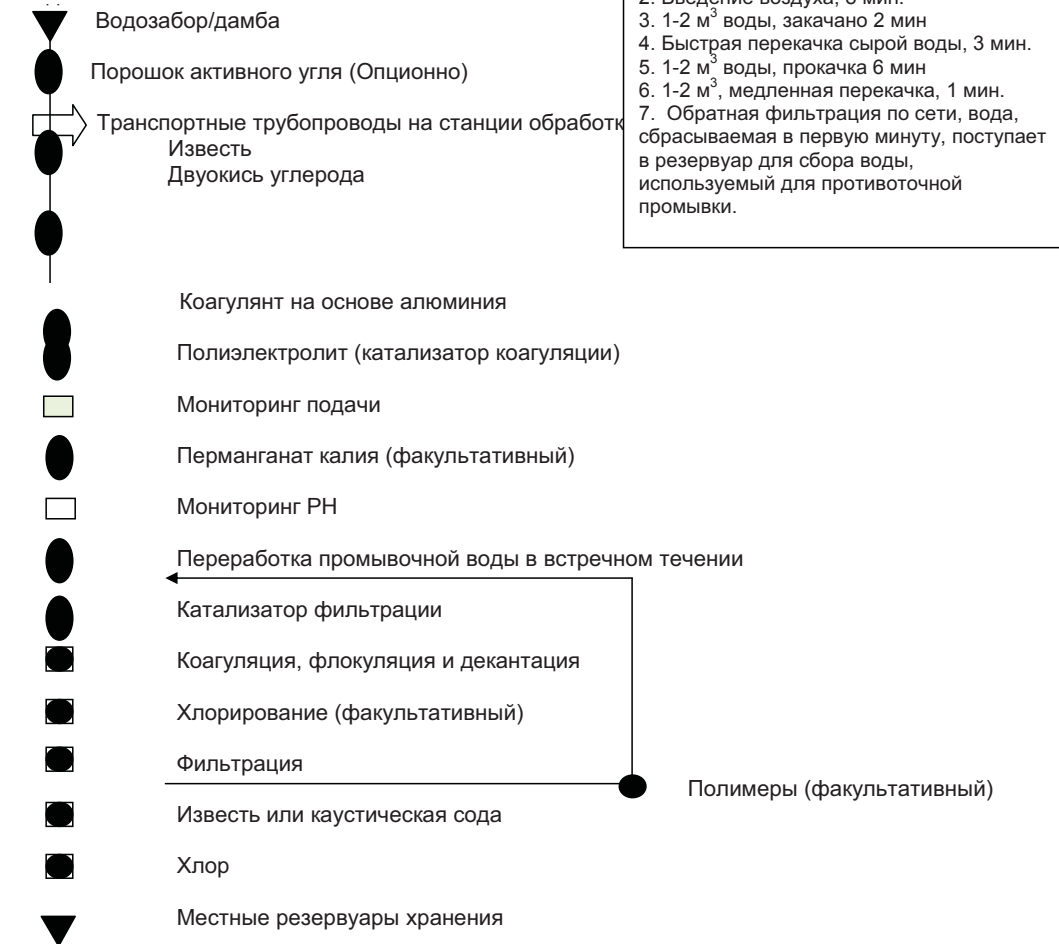 Водозабор/дамба
Порошок активного угля (Опционно)
Транспортные трубопроводы на станции обработк
Известь
Двуокись углерода
2. Введение воздуха, 8 мин.
3. 1-2 м³ воды, закачано 2 мин
4. Быстрая перекачка сырой воды, 3 мин.
5. 1-2 м³ воды, прокачка 6 мин
6. 1-2 м³, медленная перекачка, 1 мин.
7. Обратная фильтрация по сети, вода,
сбрасываемая в первую минуту, поступает
в резервуар для сбора воды,
используемый для противоточной
промывки.
Коагулянт на основе алюминия
Полиэлектролит (катализатор коагуляции)
Мониторинг подачи
Перманганат калия (факультативный)
Мониторинг PH
Переработка промывочной воды в встречном течении
Катализатор фильтрации
Коагуляция, флокуляция и декантация
Хлорирование (факультативный)
Фильтрация
Полимеры (факультативный)
Известь или каустическая сода
Хлор
Местные резервуары хранения